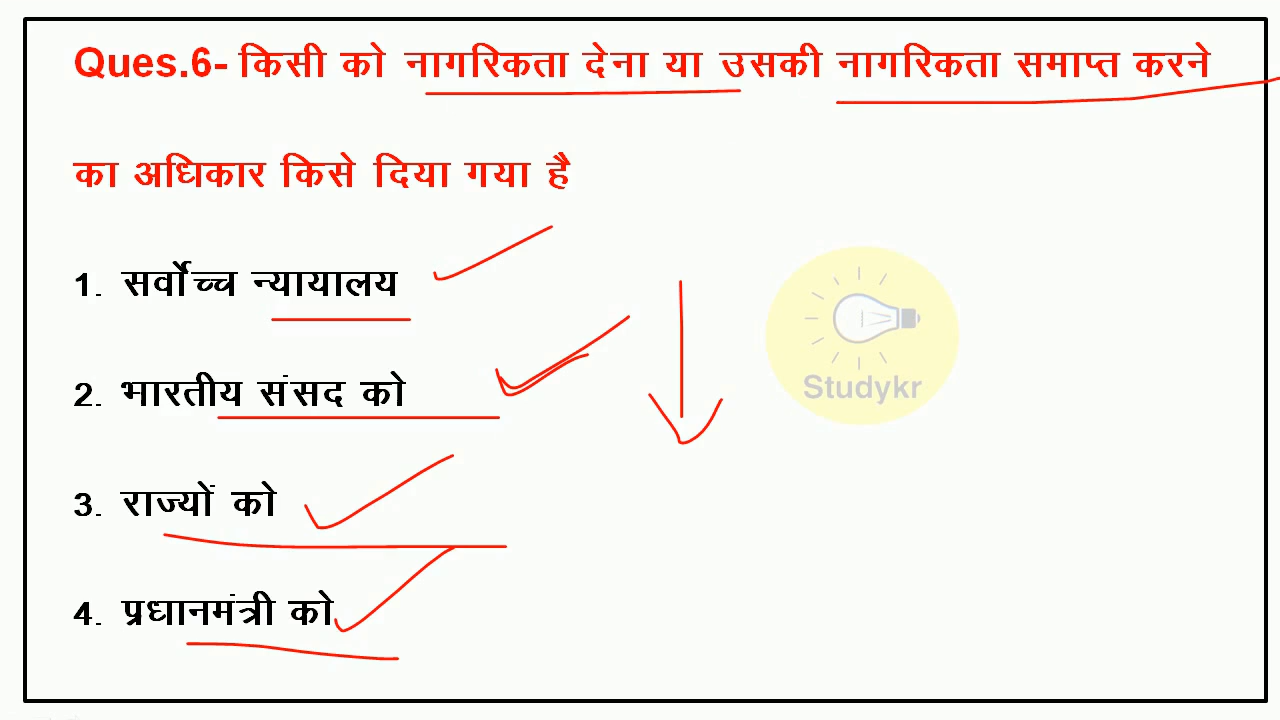 Ques.6- किसी को नागरिकता देना या उसकी नागरिकता समाप्त करने
का अधिकार किसे दिया गया है
1. सर्वोच्च न्यायालय
2. भारतीय संसद को
3. राज्यों को
4. प्रधानमंत्री को
Studykr